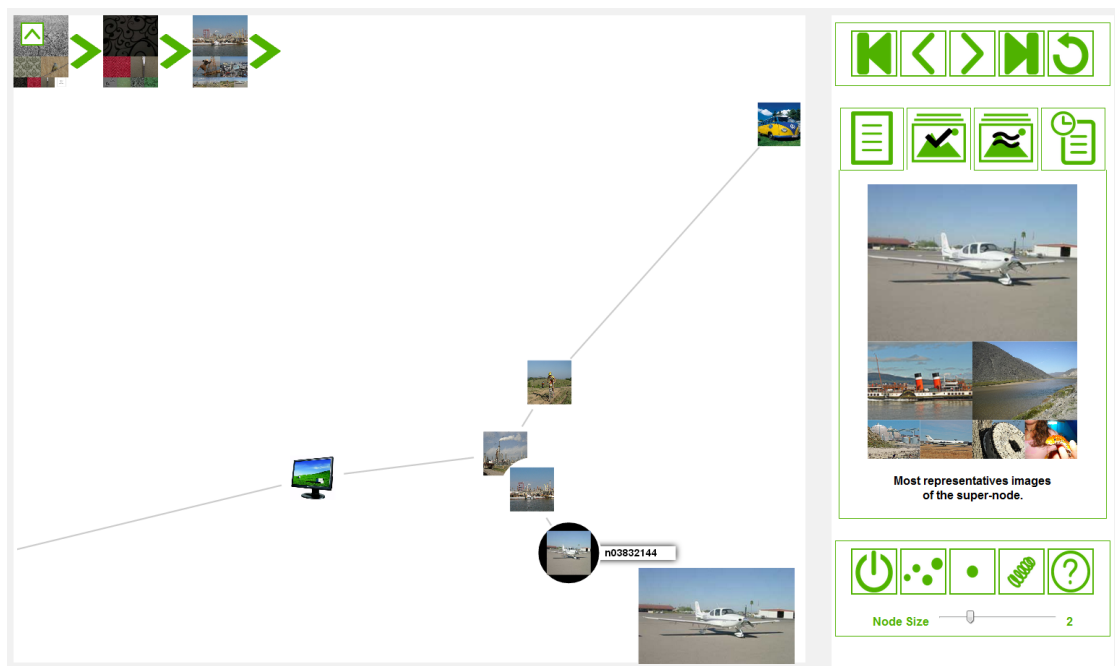 n03832144
Most representatives images
of the super-node.
Node Size
2